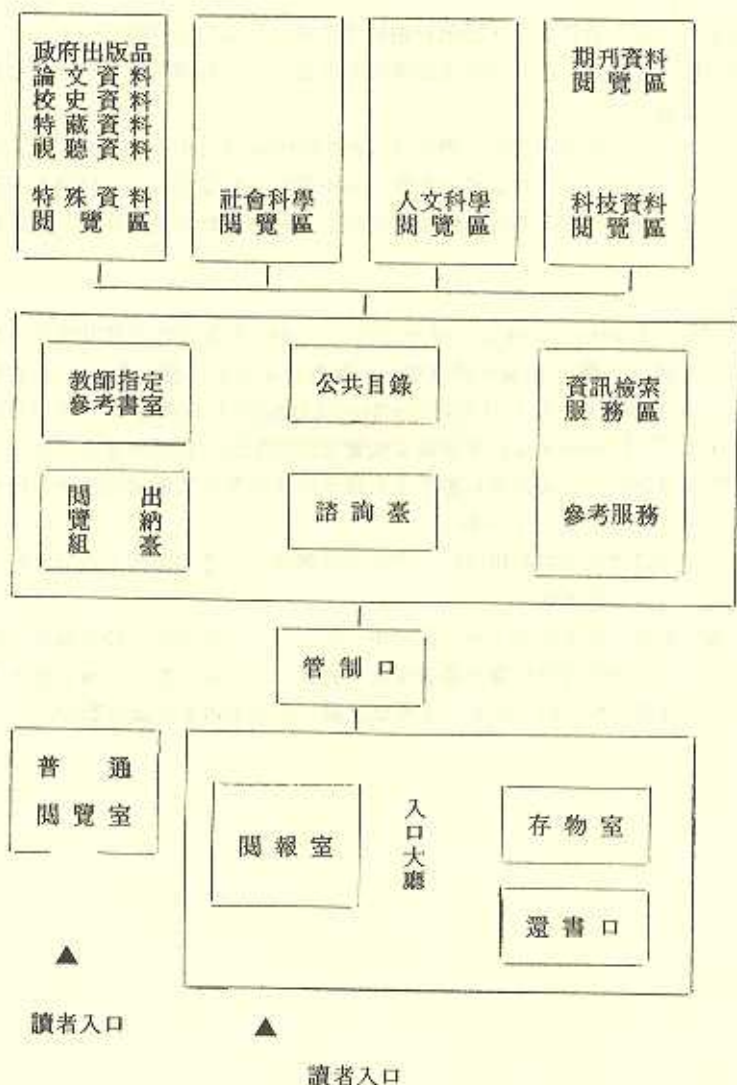 政府出版品
論文資料
校史資料
特藏資料
視聽資料
特殊資料
閱覽區
社會科學
閱覽區
人文科學
閱覽區
期刊資料
閱覽區
科技資料
閱覽區
教師指定
參考書室
公共目錄
資訊檢索
服務區
閱覽組
出納臺
諮詢臺
參考服務
管制口
普通
閱覽室
閱報室
入口大廳
存物室
還書口
讀者入口
讀者入口